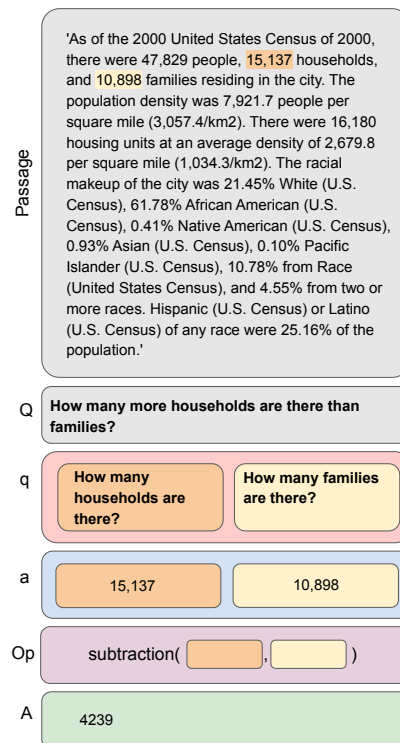 Passage
'As of the 2000 United States Census of 2000,
there were 47,829 people, 15,137 households,
and 10,898 families residing in the city. The
population density was 7,921.7 people per
square mile (3,057.4/km2). There were 16,180
housing units at an average density of 2,679.8
per square mile (1,034.3/km2). The racial
makeup of the city was 21.45% White (U.S.
Census), 61.78% African American (U.S.
Census), 0.41% Native American (U.S. Census),
0.93% Asian (U.S. Census), 0.10% Pacific
Islander (U.S. Census), 10.78% from Race
(United States Census), and 4.55% from two or
more races. Hispanic (U.S. Census) or Latino
(U.S. Census) of any race were 25.16% of the
population.'
Q
How many more households are there than
families?
q
How many
households are
there?
How many families
are there?
a
15,137
10,898
Op
subtraction( , )
A
4239